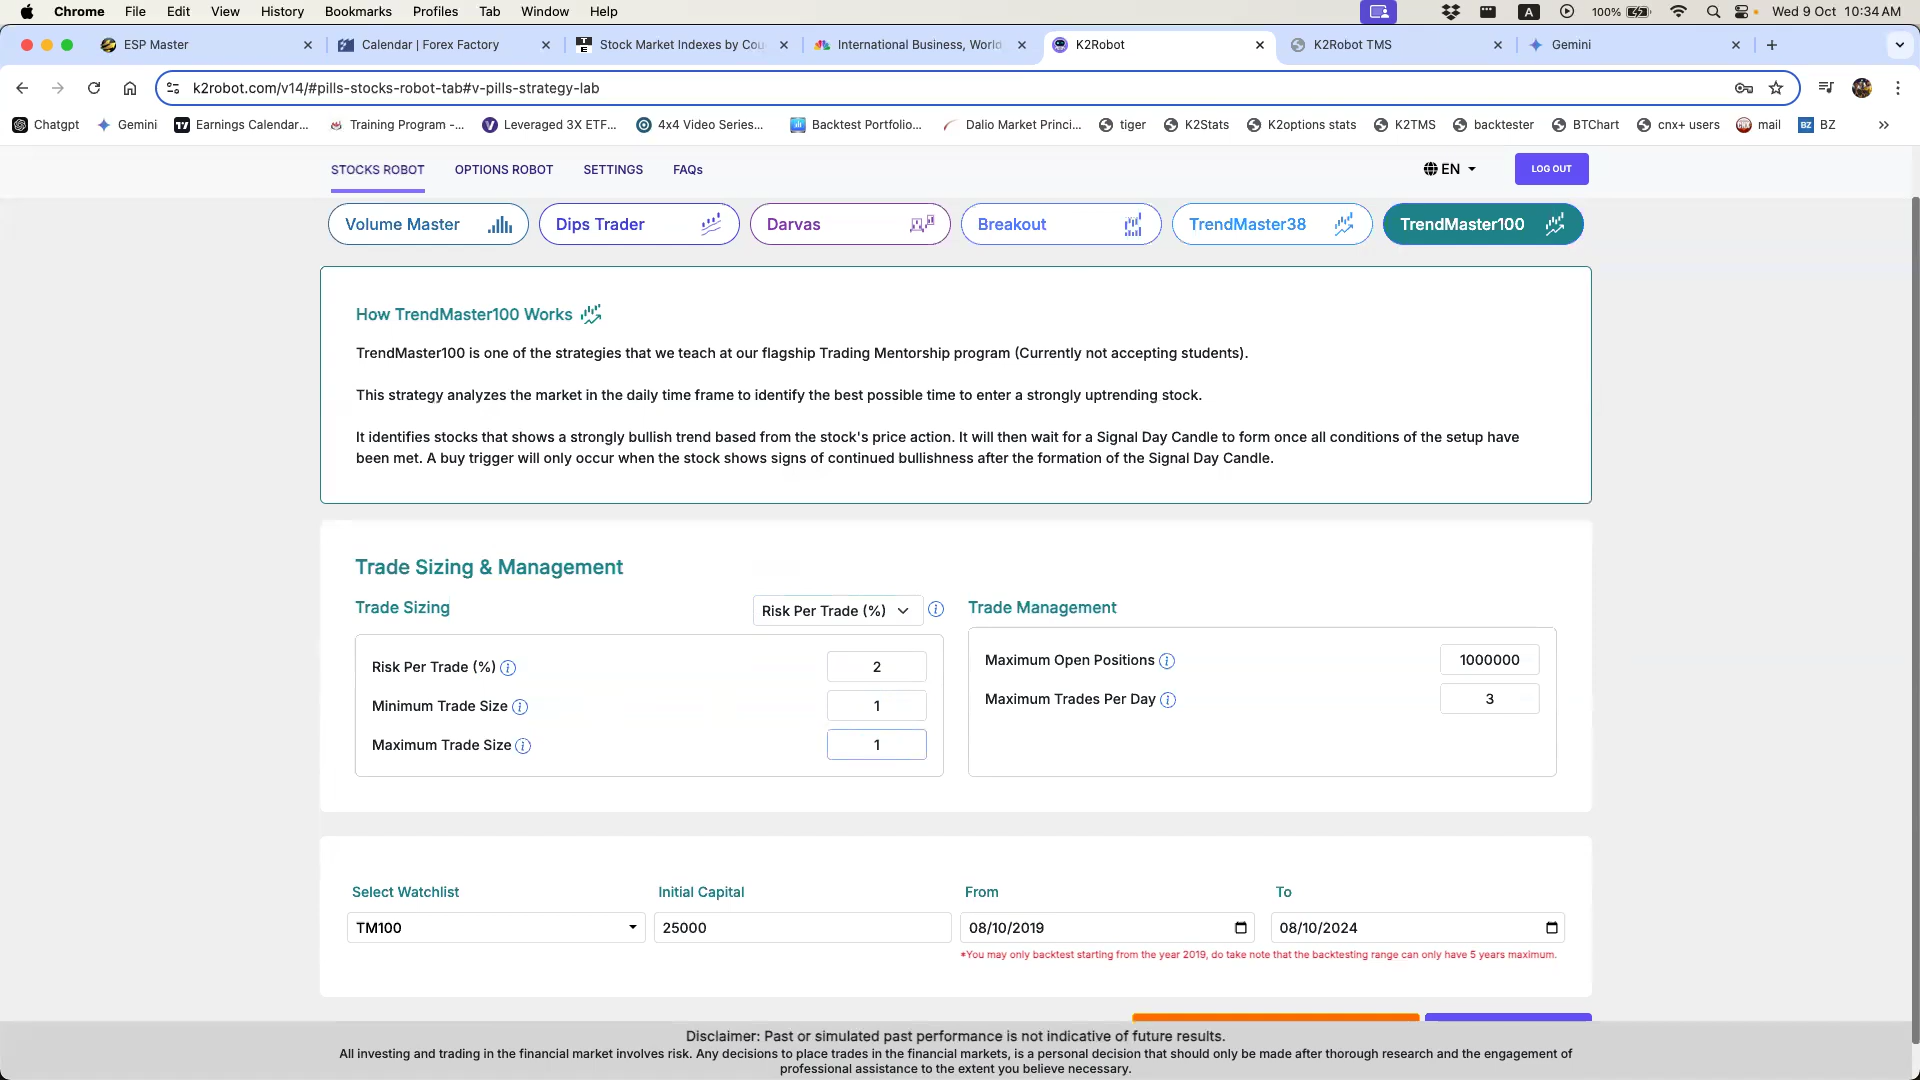 Chrome File Edit View History Bookmarks Profiles Tab Window Help A 100% Wed 9 Oct 10:34 AM
ESP Master Calendar | Forex Factory Stock Market Indexes by Cou International Business, World K2Robot K2Robot TMS Gemini
k2robot.com/v14/#pills-stocks-robot-tab#v-pills-strategy-lab
Chatgpt Gemini Earnings Calendar... Training Program -... Leveraged 3X ETF... 4x4 Video Series... Backtest Portfolio... Dalio Market Princi... tiger K2Stats K2options stats K2TMS backtester BTChart cnx+ users mail BZ BZ
STOCKS ROBOT OPTIONS ROBOT SETTINGS FAQs EN LOG OUT
Volume Master Dips Trader Darvas Breakout TrendMaster38 TrendMaster100
How TrendMaster100 Works
TrendMaster100 is one of the strategies that we teach at our flagship Trading Mentorship program (Currently not accepting students).
This strategy analyzes the market in the daily time frame to identify the best possible time to enter a strongly uptrending stock.
It identifies stocks that shows a strongly bullish trend based from the stock's price action. It will then wait for a Signal Day Candle to form once all conditions of the setup have
been met. A buy trigger will only occur when the stock shows signs of continued bullishness after the formation of the Signal Day Candle.
Trade Sizing & Management
Trade Sizing Risk Per Trade (%) Trade Management
Risk Per Trade (%) 2 Maximum Open Positions 1000000
Minimum Trade Size 1 Maximum Trades Per Day 3
Maximum Trade Size 1
Select Watchlist Initial Capital From To
TM100 25000 08/10/2019 08/10/2024
*You may only backtest starting from the year 2019, do take note that the backtesting range can only have 5 years maximum.
Disclaimer: Past or simulated past performance is not indicative of future results.
All investing and trading in the financial market involves risk. Any decisions to place trades in the financial markets, is a personal decision that should only be made after thorough research and the engagement of
professional assistance to the extent you believe necessary.